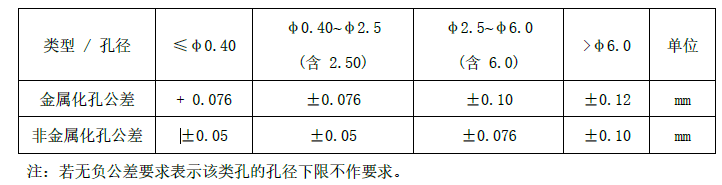 类型 / 孔径 ≤φ0.40 φ0.40~φ2.5 (含 2.50) φ2.5~φ6.0 (含 6.0) >φ6.0 单位
金属化孔公差 + 0.076 ±0.076 ±0.10 ±0.12 mm
非金属化孔公差 ±0.05 ±0.05 ±0.076 ±0.10 mm
注: 若无负公差要求表示该类孔的孔径下限不作要求。